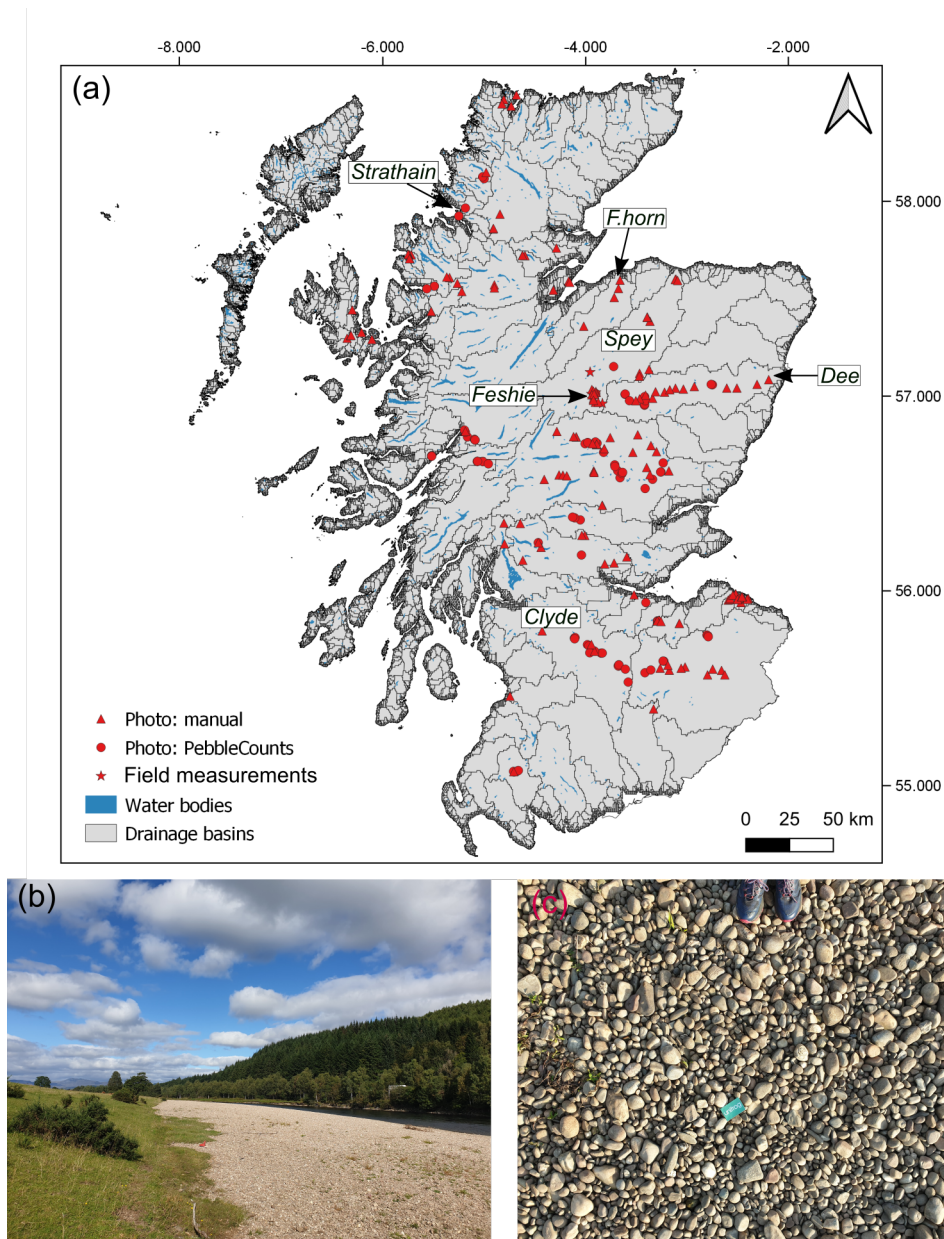 -8.000 -6.000 -4.000 -2.000
(a)
Strathain
58.000
F.horn
Spey
Dee
Feshie
57.000
56.000
Clyde
Photo: manual
Photo: PebbleCounts
Field measurements
Water bodies
Drainage basins
55.000
0 25 50 km
(b)
(c)